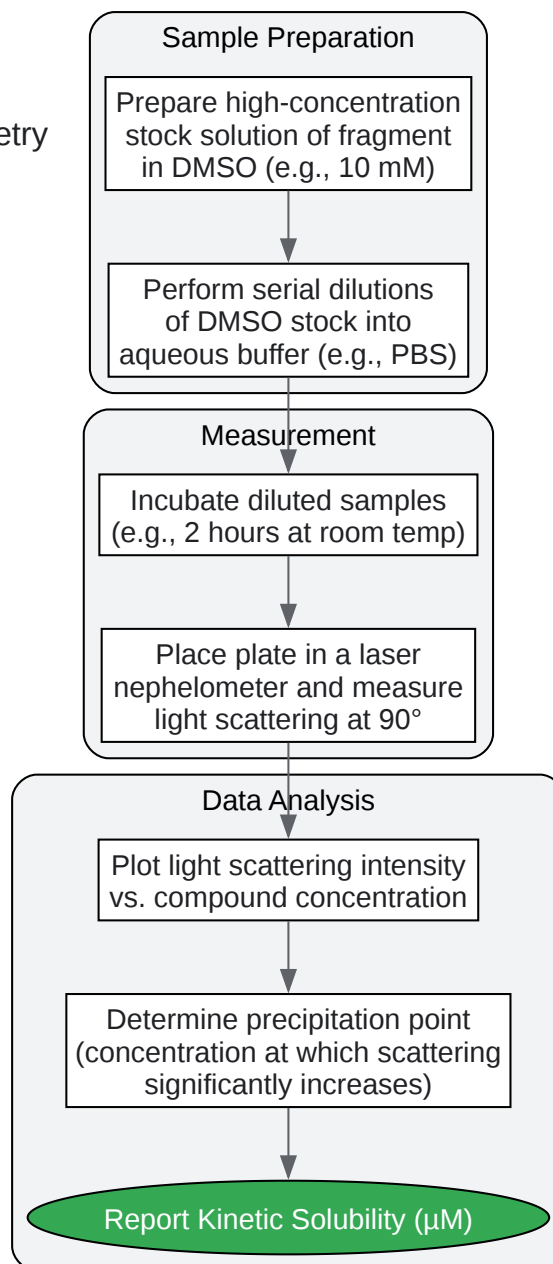 Sample Preparation
etry
Prepare high-concentration
stock solution of fragment
in DMSO (e.g., 10 mM)
Perform serial dilutions
of DMSO stock into
aqueous buffer (e.g., PBS)
Measurement
Incubate diluted samples
(e.g., 2 hours at room temp)
Place plate in a laser
nephelometer and measure
light scattering at 90°
Data Analysis
Plot light scattering intensity
vs. compound concentration
Determine precipitation point
(concentration at which scattering
significantly increases)
Report Kinetic Solubility (µM)